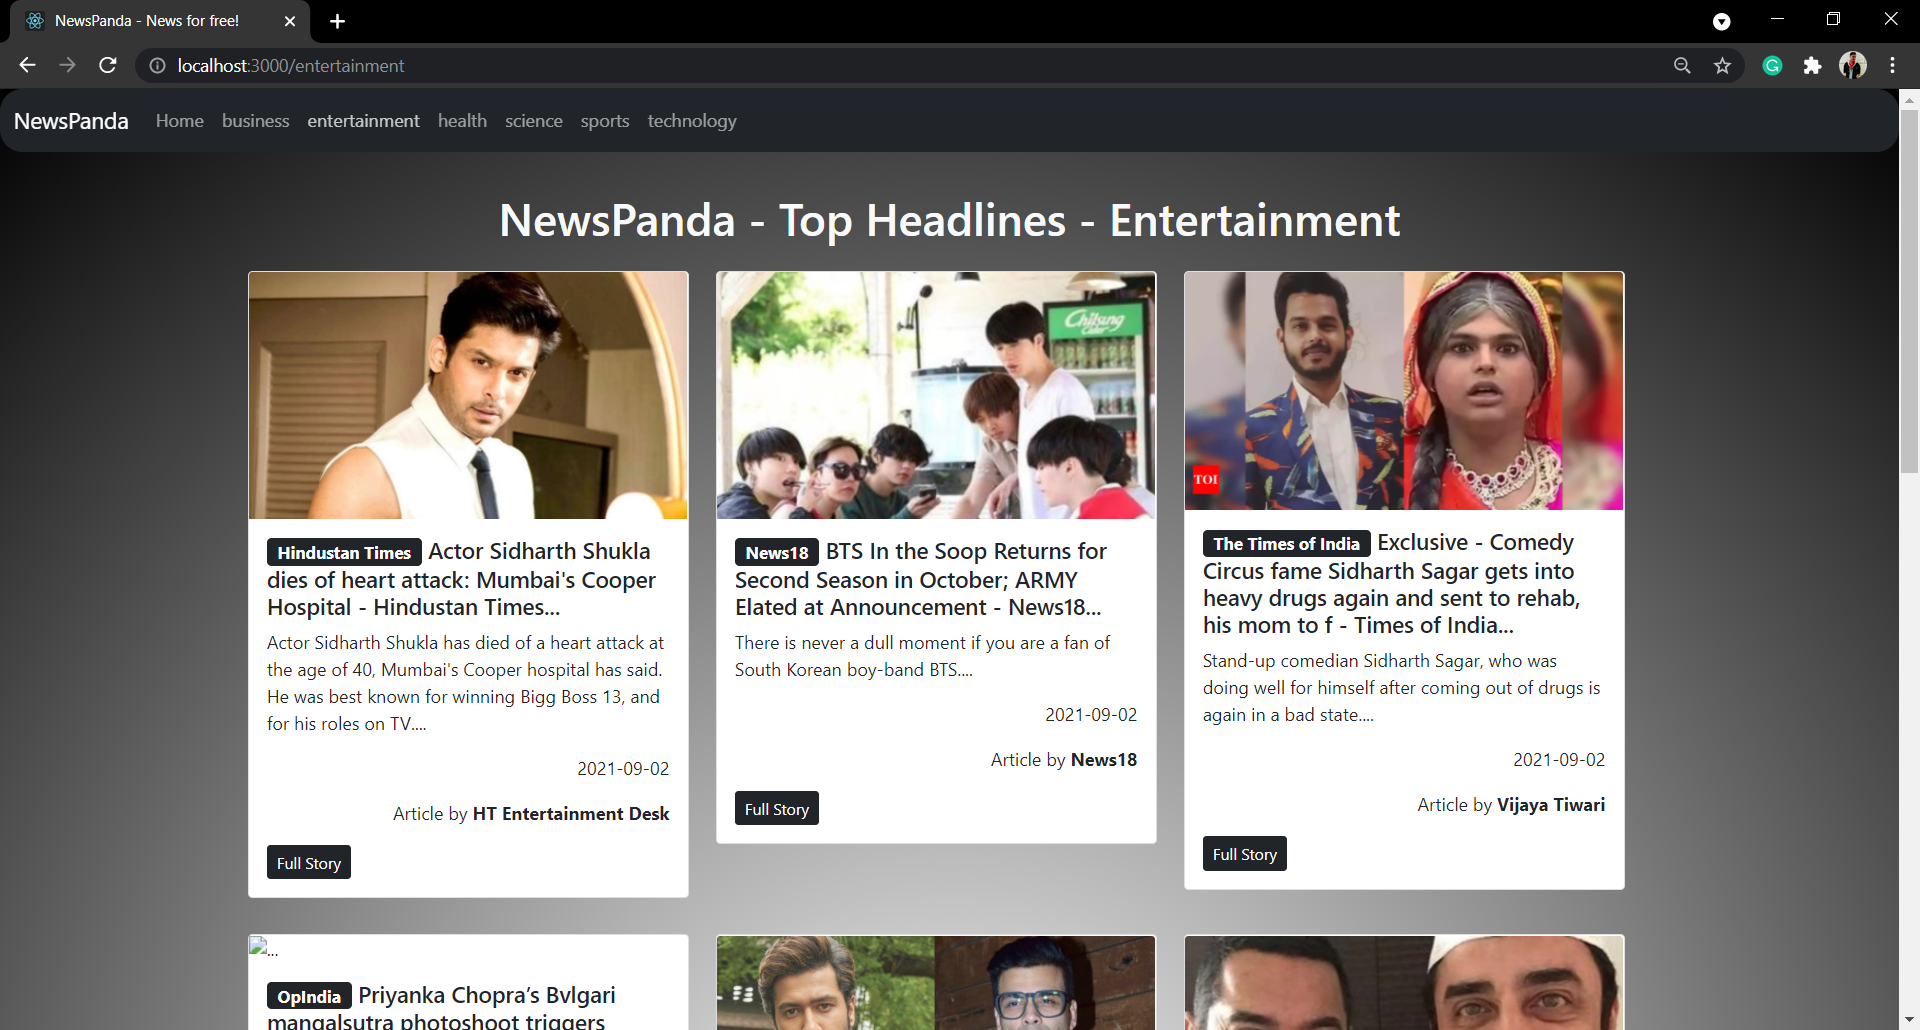 NewsPanda - News for free!
localhost:3000/entertainment
NewsPanda Home business entertainment health science sports technology
NewsPanda - Top Headlines - Entertainment
Hindustan Times Actor Sidharth Shukla
dies of heart attack: Mumbai's Cooper
Hospital - Hindustan Times...
Actor Sidharth Shukla has died of a heart attack at
the age of 40, Mumbai's Cooper hospital has said.
He was best known for winning Bigg Boss 13, and
for his roles on TV....
2021-09-02
Article by HT Entertainment Desk
Full Story
Chilsung
Cider
News18 BTS In the Soop Returns for
Second Season in October; ARMY
Elated at Announcement - News18...
There is never a dull moment if you are a fan of
South Korean boy-band BTS....
2021-09-02
Article by News18
Full Story
TOI
The Times of India Exclusive - Comedy
Circus fame Sidharth Sagar gets into
heavy drugs again and sent to rehab,
his mom to f - Times of India...
Stand-up comedian Sidharth Sagar, who was
doing well for himself after coming out of drugs is
again in a bad state....
2021-09-02
Article by Vijaya Tiwari
Full Story
...
OpIndia Priyanka Chopra’s Bvlgari
mangalsutra photoshoot triggers